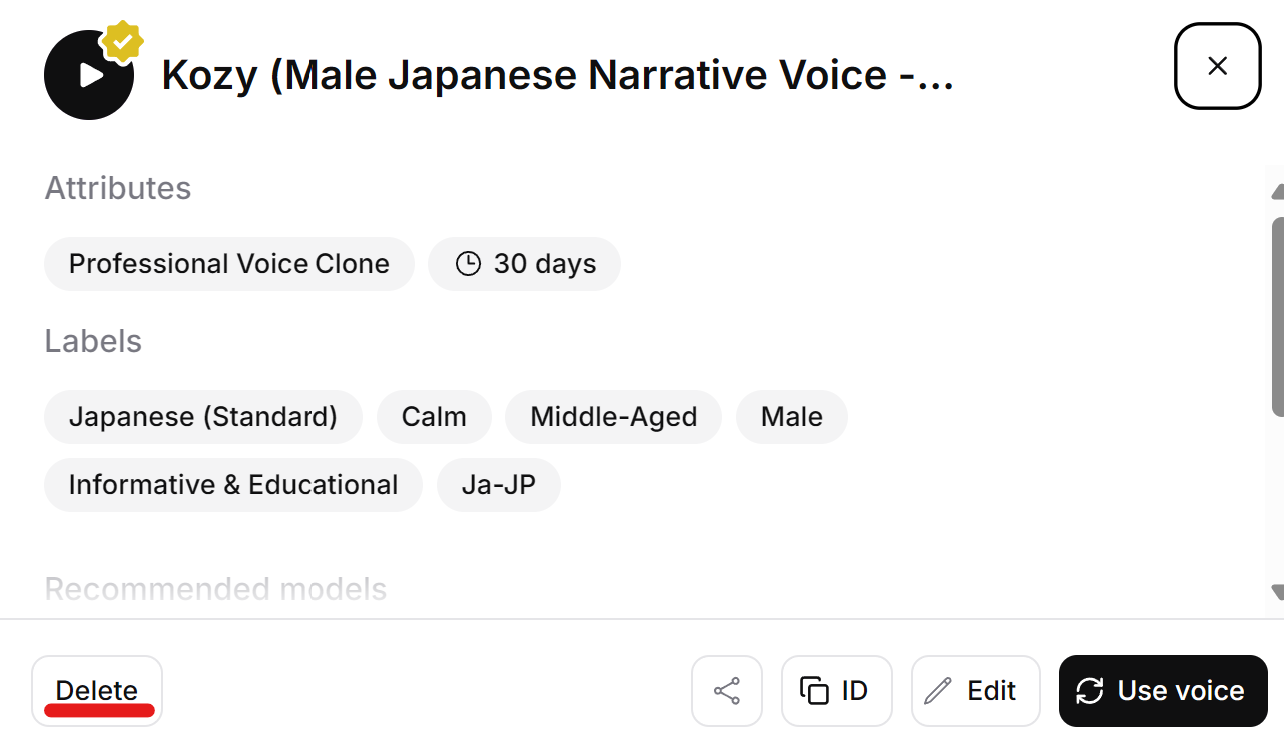 Kozy (Male Japanese Narrative Voice -...
Attributes
Professional Voice Clone 30 days
Labels
Japanese (Standard) Calm Middle-Aged Male
Informative & Educational Ja-JP
Recommended models
Delete ID Edit Use voice